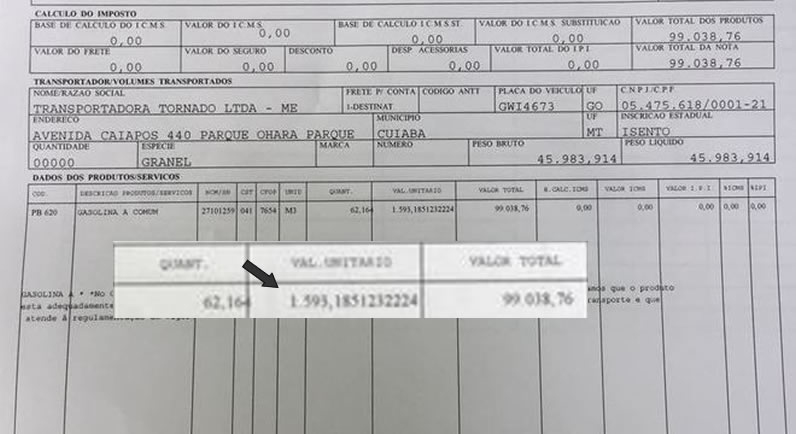 CALCULO DO IMPOSTO
BASE DE CALCULO DO I.C.M.S. VALOR DO I.C.M.S. BASE DE CALCULO I.C.M.S ST VALOR DO I.C.M.S. SUBSTITUICAO VALOR TOTAL DOS PRODUTOS
0,00 0,00 0,00 0,00 99.038,76
VALOR DO FRETE VALOR DO SEGURO DESCONTO DESP. ACESSORIAS VALOR TOTAL DO I.P.I. VALOR TOTAL DA NOTA
0,00 0,00 0,00 0,00 0,00 99.038,76
TRANSPORTADOR/VOLUMES TRANSPORTADOS
NOME/RAZAO SOCIAL FRETE P/ CONTA CODIGO ANTT PLACA DO VEICULO UF C.N.P.J./C.P.F.
TRANSPORTADORA TORNADO LTDA - ME 1-DESTINAT GWI4673 GO 05.475.618/0001-21
ENDERECO MUNICIPIO UF INSCRICAO ESTADUAL
AVENIDA CAIAPOS 440 PARQUE OHARA PARQUE CUIABA MT ISENTO
QUANTIDADE ESPECIE MARCA NUMERO PESO BRUTO PESO LIQUIDO
00000 GRANEL 45.983,914 45.983,914
DADOS DOS PRODUTOS/SERVICOS
COD. DESCRICAO PRODUTOS/SERVICOS NCM/SH CST CFOP UNID QUANT. VAL.UNITARIO VALOR TOTAL B.CALC.ICMS VALOR ICMS VALOR I.P.I. %ICMS %IPI
PB 620 GASOLINA A COMUM 27101259 041 7654 M3 62,164 1.593,1851232224 99.038,76 0,00 0,00 0,00 0,00 0,00
QUANT. VAL.UNITARIO VALOR TOTAL
62,164 1.593,1851232224 99.038,76
GASOLINA A * *No que o produto
esta adequadamente transporte e que
atende à